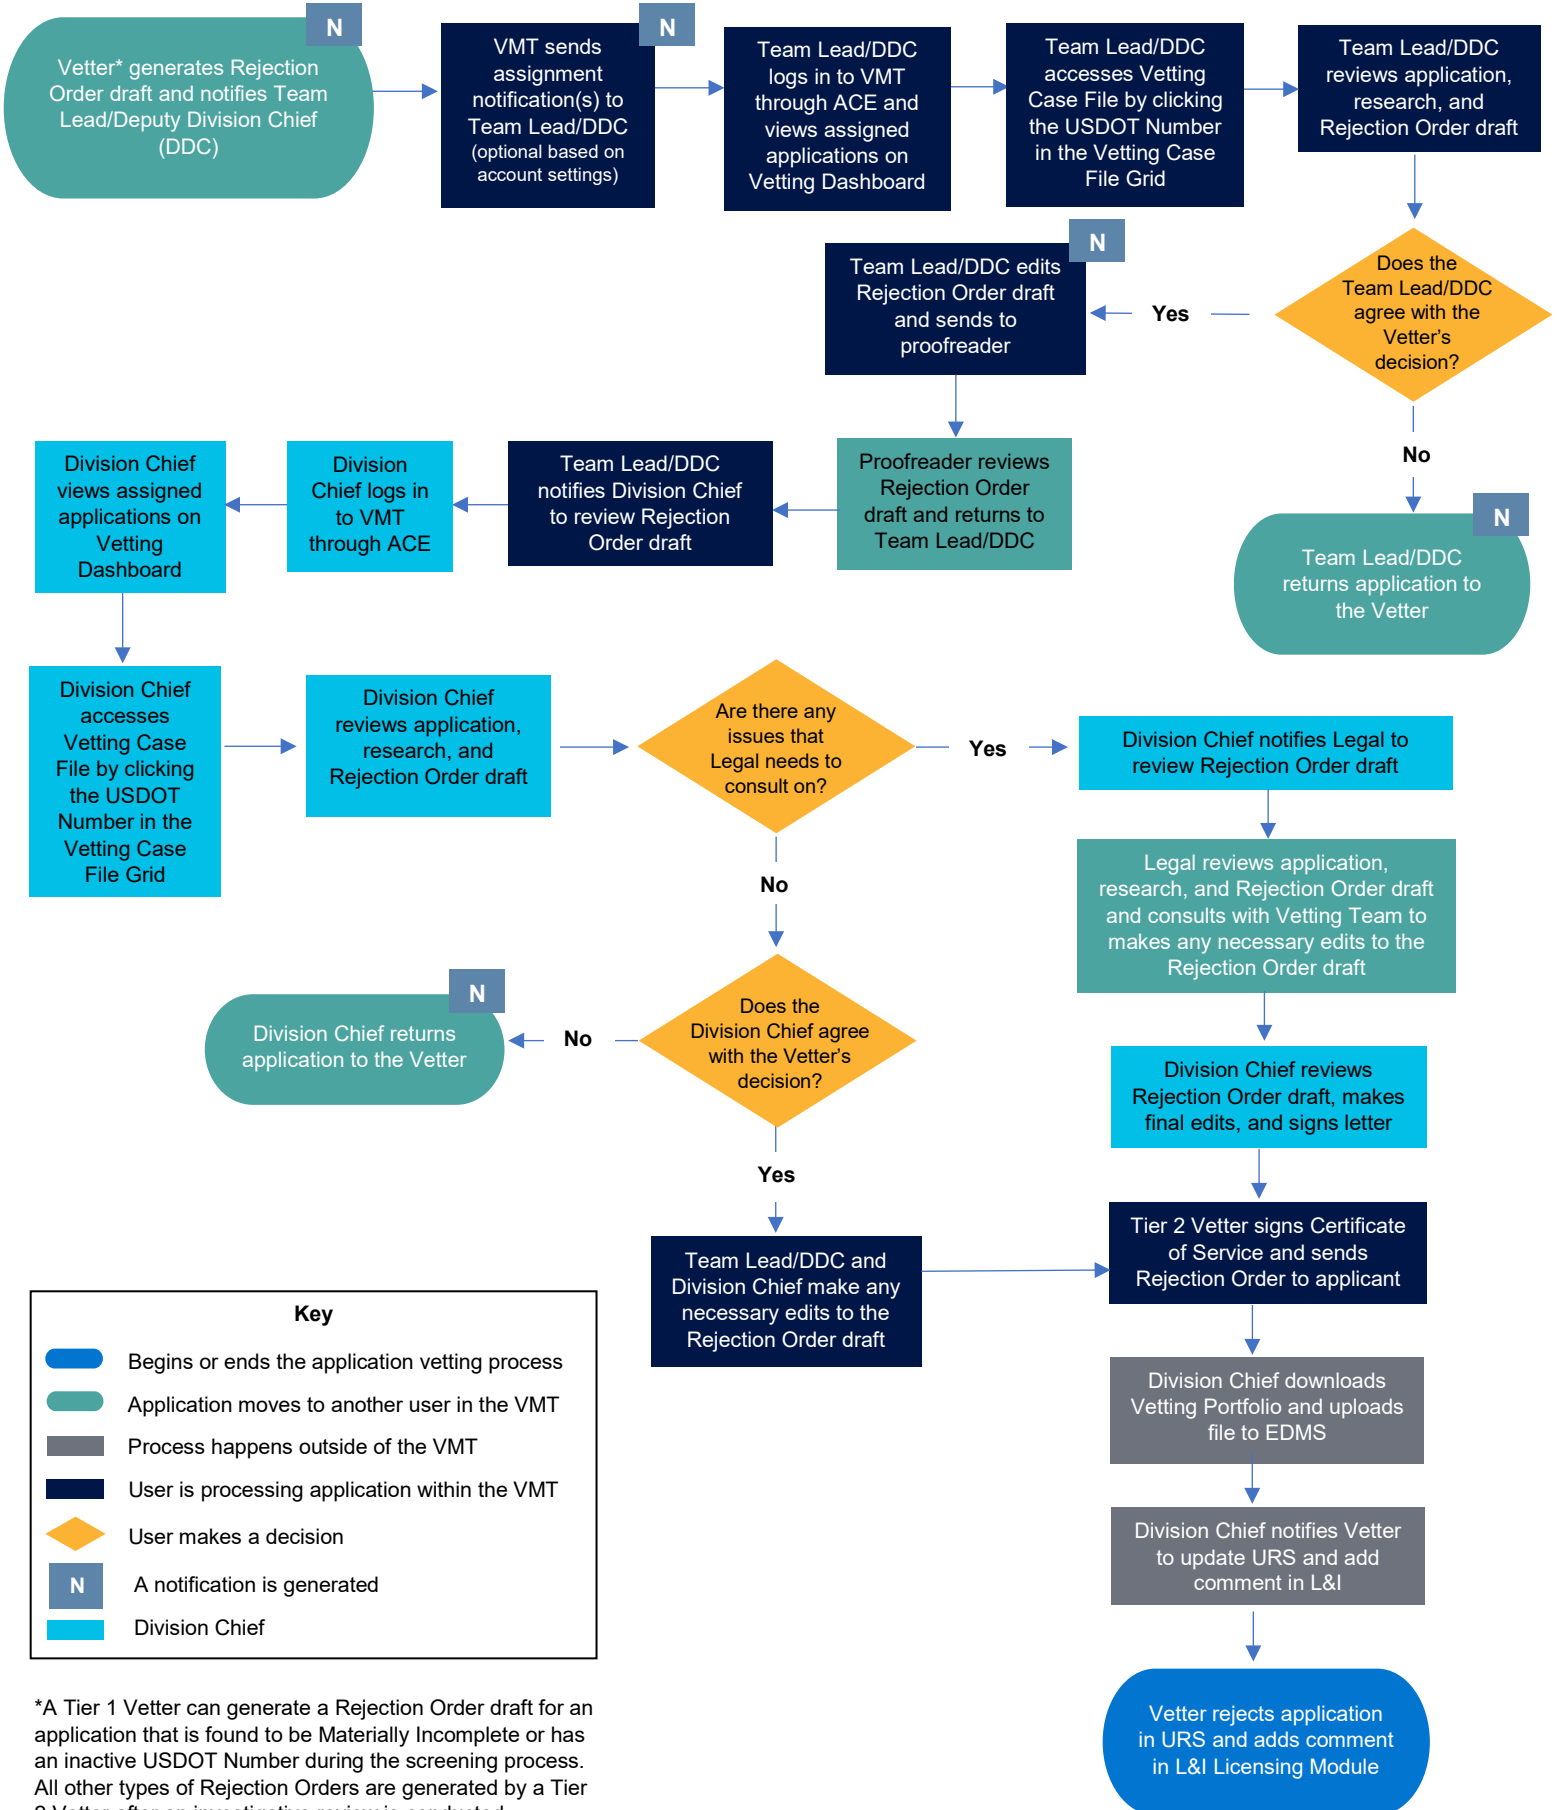 N
Vetter* generates Rejection
Order draft and notifies Team
Lead/Deputy Division Chief
(DDC)
N
VMT sends
assignment
notification(s) to
Team Lead/DDC
(optional based on
account settings)
Team Lead/DDC
logs in to VMT
through ACE and
views assigned
applications on
Vetting Dashboard
Team Lead/DDC
accesses Vetting
Case File by clicking
the USDOT Number
in the Vetting Case
File Grid
Team Lead/DDC
reviews application,
research, and
Rejection Order draft
Does the
Team Lead/DDC
agree with the
Vetter's
decision?
Yes
N
Team Lead/DDC edits
Rejection Order draft
and sends to
proofreader
No
N
Team Lead/DDC
returns application to
the Vetter
Proofreader reviews
Rejection Order
draft and returns to
Team Lead/DDC
Team Lead/DDC
notifies Division Chief
to review Rejection
Order draft
Division
Chief logs in
to VMT
through ACE
Division Chief
views assigned
applications on
Vetting
Dashboard
Division Chief
accesses
Vetting Case
File by clicking
the USDOT
Number in the
Vetting Case
File Grid
Division Chief
reviews application,
research, and
Rejection Order draft
Are there any
issues that
Legal needs to
consult on?
Yes
Division Chief notifies Legal to
review Rejection Order draft
Legal reviews application,
research, and Rejection Order draft
and consults with Vetting Team to
makes any necessary edits to the
Rejection Order draft
Division Chief reviews
Rejection Order draft, makes
final edits, and signs letter
No
Does the
Division Chief agree
with the Vetter's
decision?
No
N
Division Chief returns
application to the Vetter
Yes
Team Lead/DDC and
Division Chief make any
necessary edits to the
Rejection Order draft
Tier 2 Vetter signs Certificate
of Service and sends
Rejection Order to applicant
Division Chief downloads
Vetting Portfolio and uploads
file to EDMS
Division Chief notifies Vetter
to update URS and add
comment in L&I
Vetter rejects application
in URS and adds comment
in L&I Licensing Module
Key
Begins or ends the application vetting process
Application moves to another user in the VMT
Process happens outside of the VMT
User is processing application within the VMT
User makes a decision
N
A notification is generated
Division Chief
*A Tier 1 Vetter can generate a Rejection Order draft for an
application that is found to be Materially Incomplete or has
an inactive USDOT Number during the screening process.
All other types of Rejection Orders are generated by a Tier
2 Vetter after an investigative review is conducted